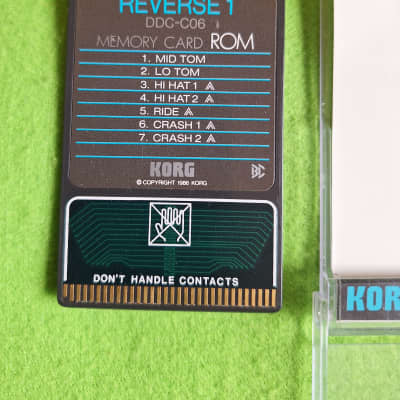 REVERSE 1
DDC-C06
MEMORY CARD ROM
1. MID TOM
2. LO TOM
3. HI HAT 1
4. HI HAT 2
5. RIDE
6. CRASH 1
7. CRASH 2
KORG
© COPYRIGHT 1986 KORG
DON'T HANDLE CONTACTS
KORG